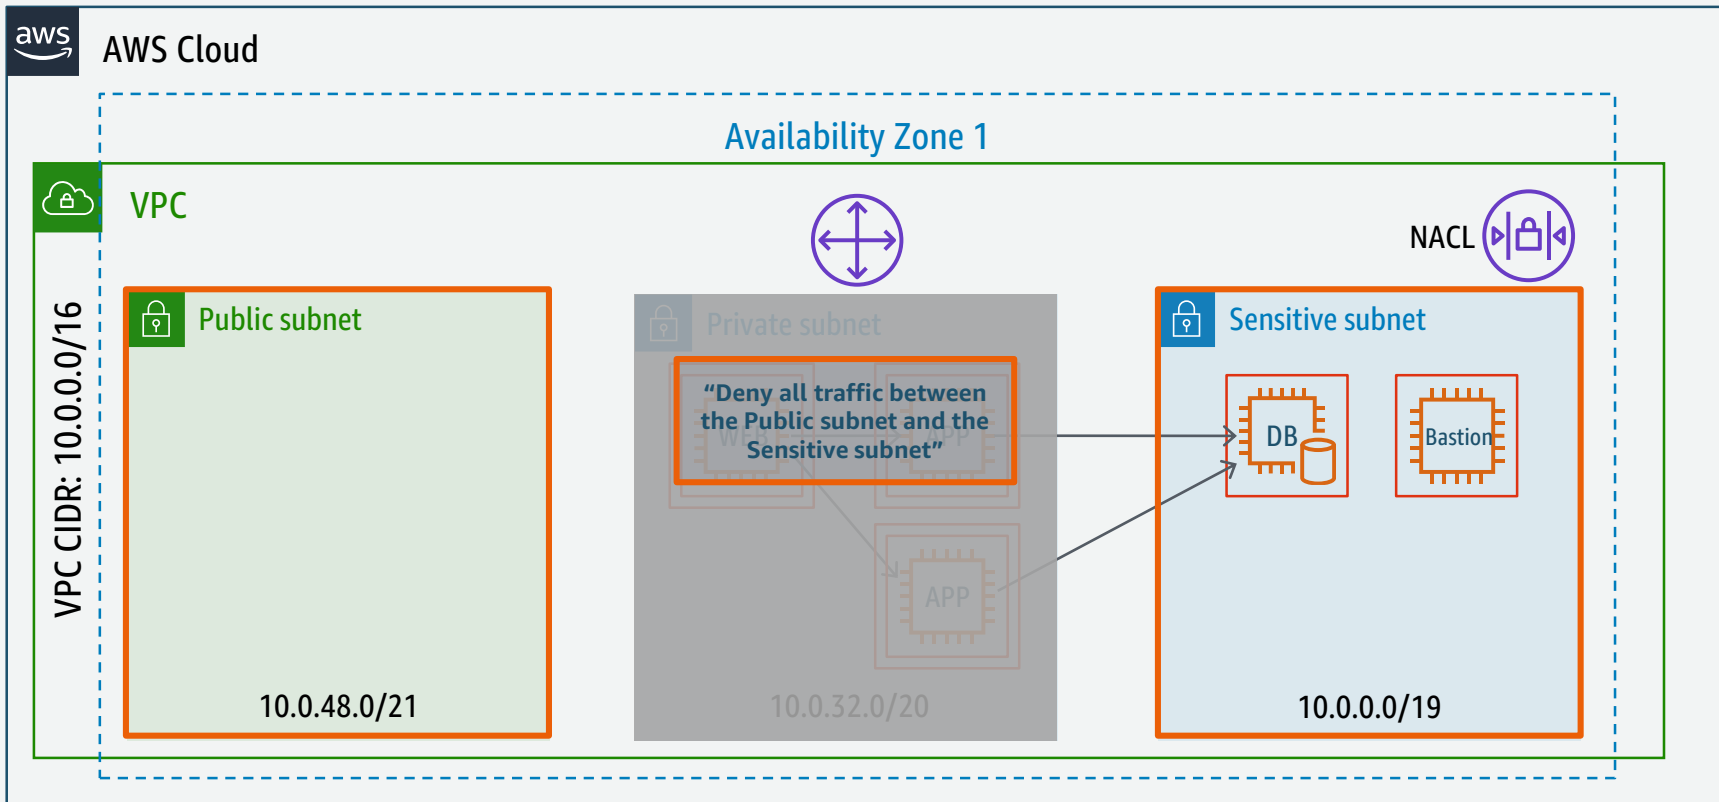 aws
AWS Cloud
Availability Zone 1
VPC
NACL
VPC CIDR: 10.0.0.0/16
Public subnet
Private subnet
Sensitive subnet
“Deny all traffic between
the Public subnet and the
Sensitive subnet”
WEB
APP
DB
Bastion
APP
10.0.48.0/21
10.0.32.0/20
10.0.0.0/19